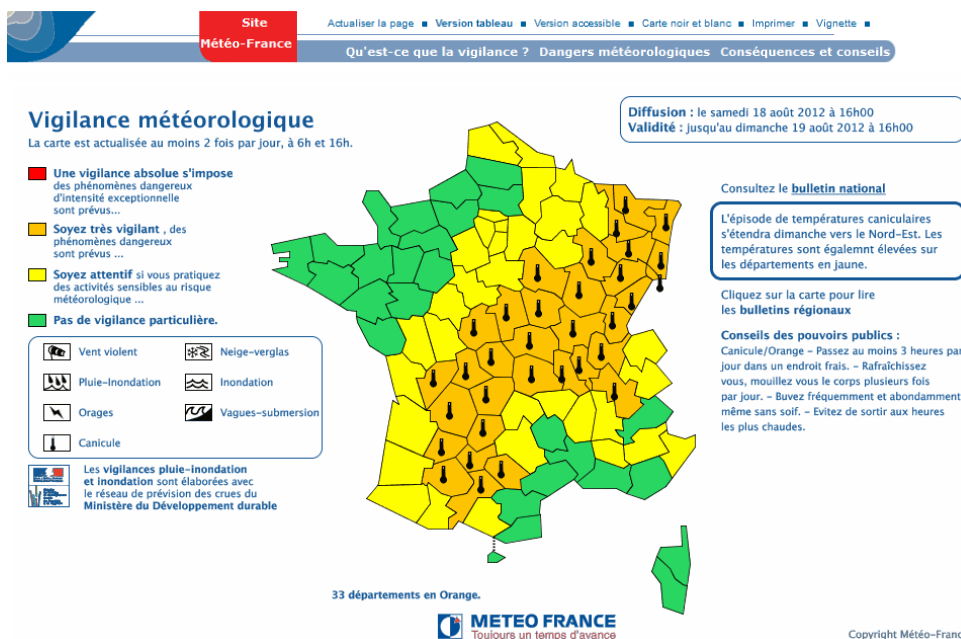 Site
Météo-France
Actualiser la page ■ Version tableau ■ Version accessible ■ Carte noir et blanc ■ Imprimer ■ Vignette ■
Qu'est-ce que la vigilance ? Dangers météorologiques Conséquences et conseils
Vigilance météorologique
La carte est actualisée au moins 2 fois par jour, à 6h et 16h.
Diffusion : le samedi 18 août 2012 à 16h00
Validité : jusqu'au dimanche 19 août 2012 à 16h00
Une vigilance absolue s'impose
des phénomènes dangereux
d'intensité exceptionnelle
sont prévus...
Soyez très vigilant , des
phénomènes dangereux
sont prévus ...
Soyez attentif si vous pratiquez
des activités sensibles au risque
météorologique ...
Pas de vigilance particulière.
Vent violent
Neige-verglas
Pluie-Inondation
Inondation
Orages
Vagues-submersion
Canicule
Les vigilances pluie-inondation
et inondation sont élaborées avec
le réseau de prévision des crues du
Ministère du Développement durable
Consultez le bulletin national
L'épisode de températures caniculaires
s'étendra dimanche vers le Nord-Est. Les
températures sont égalemnt élevées sur
les départements en jaune.
Cliquez sur la carte pour lire
les bulletins régionaux
Conseils des pouvoirs publics :
Canicule/Orange – Passez au moins 3 heures par
jour dans un endroit frais. – Rafraîchissez
vous, mouillez vous le corps plusieurs fois
par jour. – Buvez fréquemment et abondamment
même sans soif. – Evitez de sortir aux heures
les plus chaudes.
33 départements en Orange.
METEO FRANCE
Toujours un temps d'avance
Copyright Météo-Franc